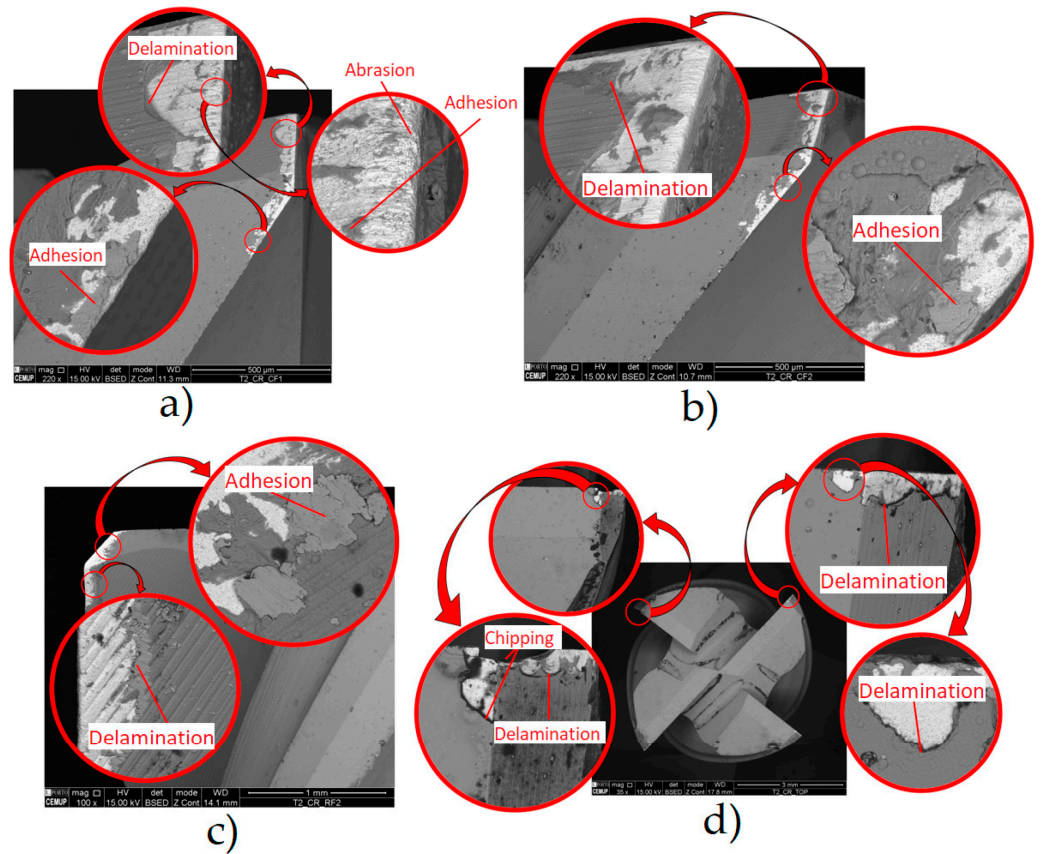 Delamination
Abrasion
Adhesion
Adhesion
U.PORTO
CEMUP
mag HV det mode WD
220 x 15.00 kV BSED Z Cont 11.3 mm
500 µm
T2_CR_CF1
a)
Delamination
Adhesion
U.PORTO
CEMUP
mag HV det mode WD
220 x 15.00 kV BSED Z Cont 10.7 mm
500 µm
T2_CR_CF2
b)
Adhesion
Delamination
U.PORTO
CEMUP
mag HV det mode WD
100 x 15.00 kV BSED Z Cont 14.1 mm
1 mm
T2_CR_RF2
c)
Delamination
Chipping
Delamination
Delamination
U.PORTO
CEMUP
mag HV det mode WD
35 x 15.00 kV BSED Z Cont 17.8 mm
3 mm
T2_CR_TOP
d)